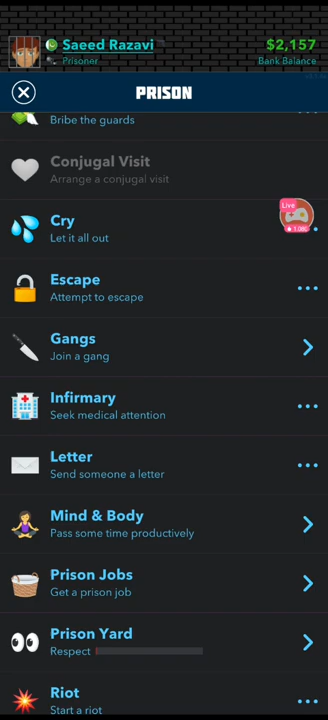 Saeed Razavi
Prisoner
$2,157
Bank Balance
PRISON
Bribe the guards
Conjugal Visit
Arrange a conjugal visit
Live
Cry
Let it all out
Escape
Attempt to escape
Gangs
Join a gang
Infirmary
Seek medical attention
Letter
Send someone a letter
Mind & Body
Pass some time productively
Prison Jobs
Get a prison job
Prison Yard
Respect
Riot
Start a riot